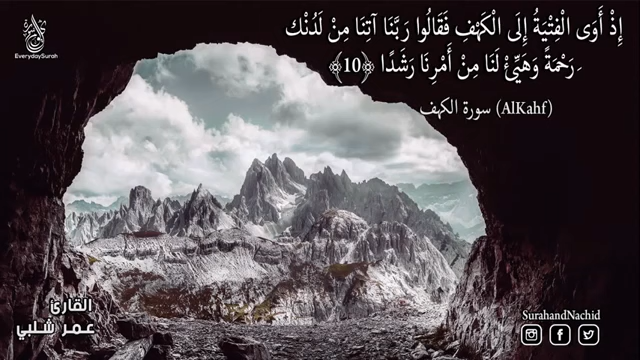 إِذْ أَوَى الْفِتْيَةُ إِلَى الْكَهْفِ فَقَالُوا رَبَّنَا آتِنَا مِنْ لَدُنْك
َ رَحْمَةً وَهَيِّئْ لَنَا مِنْ أَمْرِنَا رَشَدًا ﴿10﴾
سورة الكهف (AlKahf)
EverydaySurah
القارئ
عمر شلبي
SurahandNachid